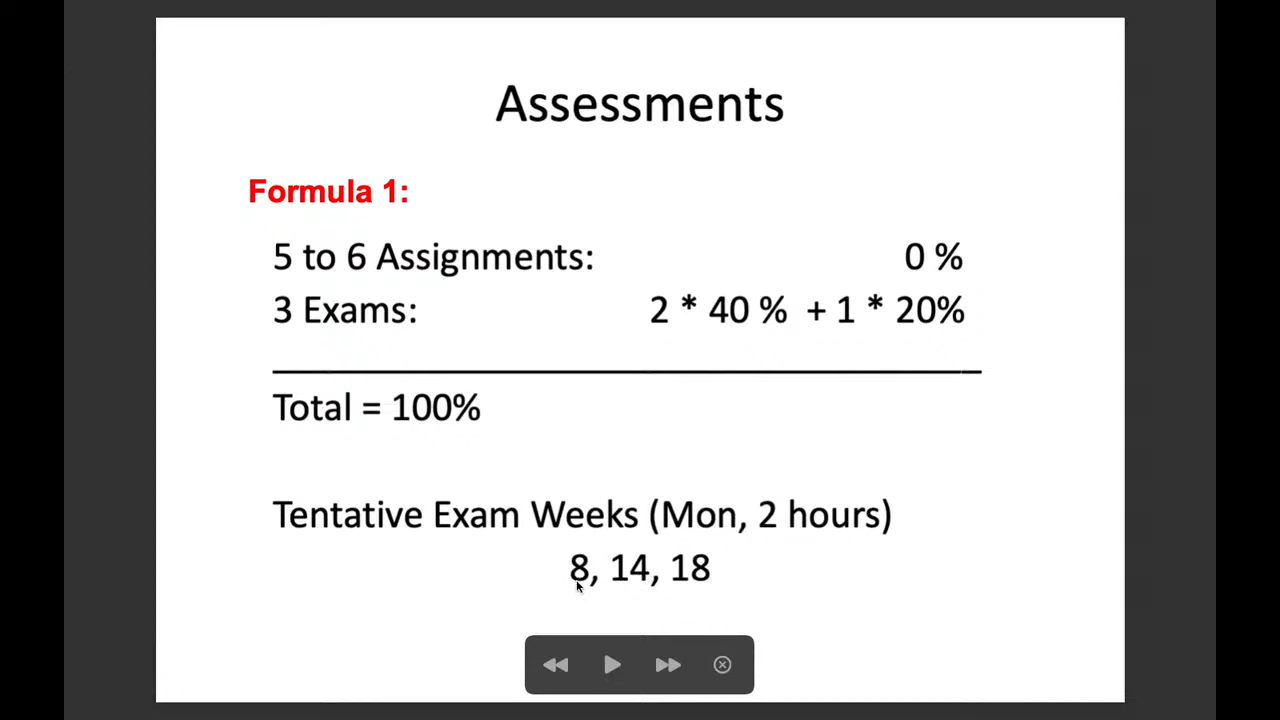 Assessments
Formula 1:
5 to 6 Assignments: 0 %
3 Exams: 2 * 40 % + 1 * 20%
Total = 100%
Tentative Exam Weeks (Mon, 2 hours)
8, 14, 18